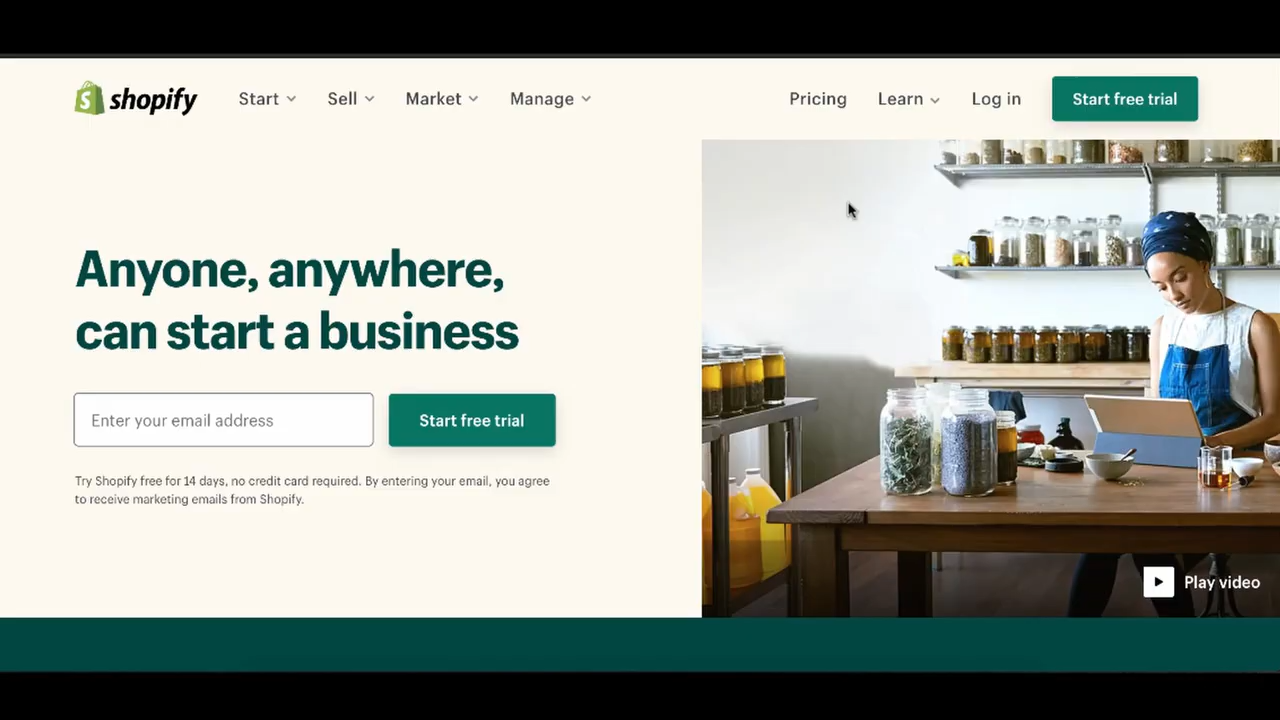 shopify
Start
Sell
Market
Manage
Pricing
Learn
Log in
Start free trial
Anyone, anywhere,
can start a business
Enter your email address
Start free trial
Try Shopify free for 14 days, no credit card required. By entering your email, you agree
to receive marketing emails from Shopify.
Play video